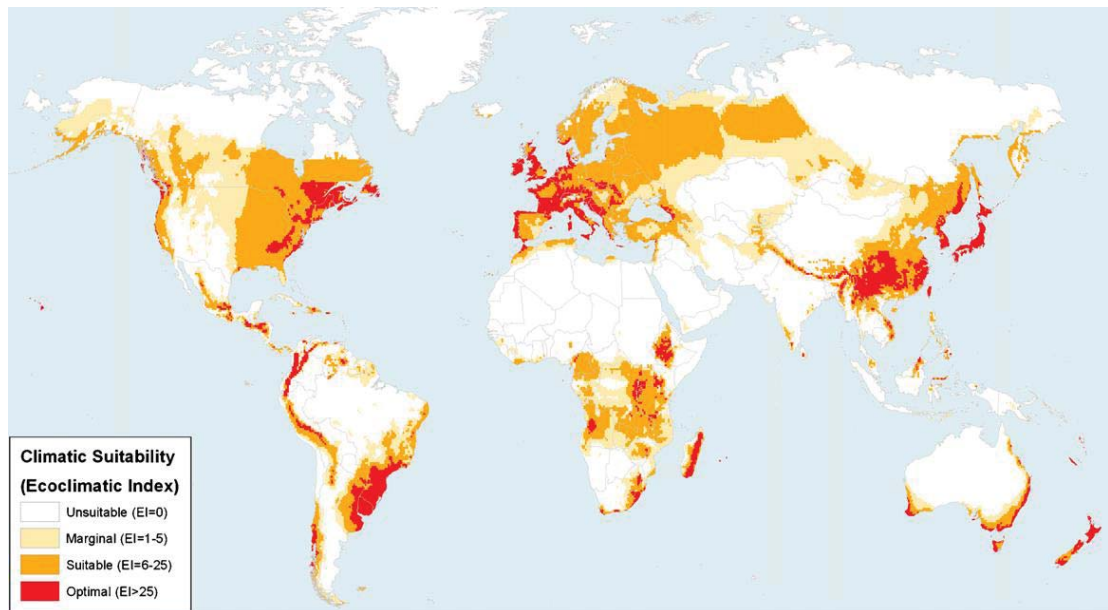 Climatic Suitability
(Ecoclimatic Index)
Unsuitable (EI=0)
Marginal (EI=1-5)
Suitable (EI=6-25)
Optimal (EI>25)